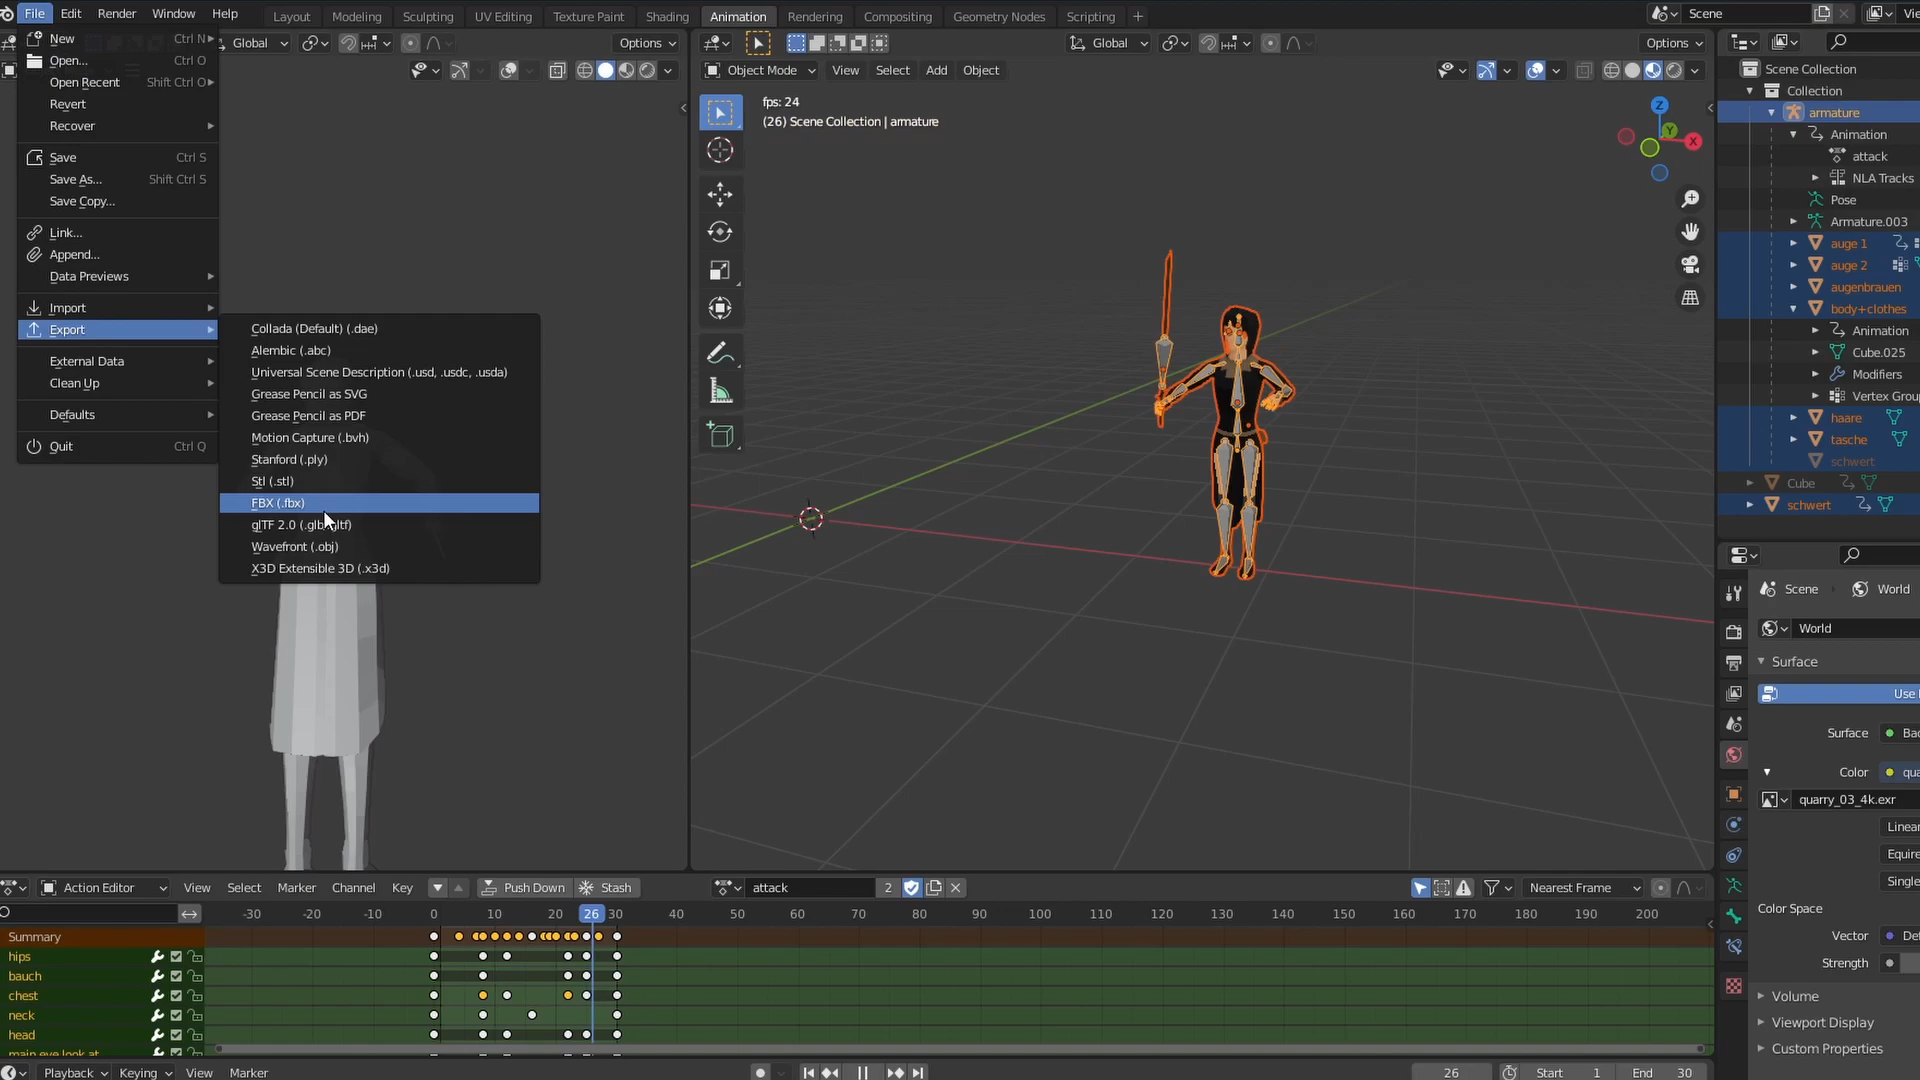 File Edit Render Window Help
Layout Modeling Sculpting UV Editing Texture Paint Shading Animation Rendering Compositing Geometry Nodes Scripting +
Scene
New Ctrl N
Open... Ctrl O
Open Recent Shift Ctrl O
Revert
Recover
Save Ctrl S
Save As... Shift Ctrl S
Save Copy...
Link...
Append...
Data Previews
Import
Export
External Data
Clean Up
Defaults
Quit Ctrl Q
Global
Options
Global
Options
Object Mode View Select Add Object
fps: 24
(26) Scene Collection | armature
Z
Y
X
Collada (Default) (.dae)
Alembic (.abc)
Universal Scene Description (.usd, .usdc, .usda)
Grease Pencil as SVG
Grease Pencil as PDF
Motion Capture (.bvh)
Stanford (.ply)
Stl (.stl)
FBX (.fbx)
glTF 2.0 (.glb/.gltf)
Wavefront (.obj)
X3D Extensible 3D (.x3d)
Scene Collection
Collection
armature
Animation
attack
NLA Tracks
Pose
Armature.003
auge 1
auge 2
augenbrauen
body+clothes
Animation
Cube.025
Modifiers
Vertex Grou
haare
tasche
schwert
Cube
schwert
Scene World
World
Surface
Use
Surface
Color
quarry_03_4k.exr
Linear
Equire
Single
Color Space
Vector
Strength
Volume
Viewport Display
Custom Properties
Action Editor View Select Marker Channel Key Push Down Stash attack 2 Nearest Frame
-30 -20 -10 0 10 20 26 30 40 50 60 70 80 90 100 110 120 130 140 150 160 170 180 190 200
Summary
hips
bauch
chest
neck
head
main eye look at
Playback Keying View Marker 26 Start 1 End 30